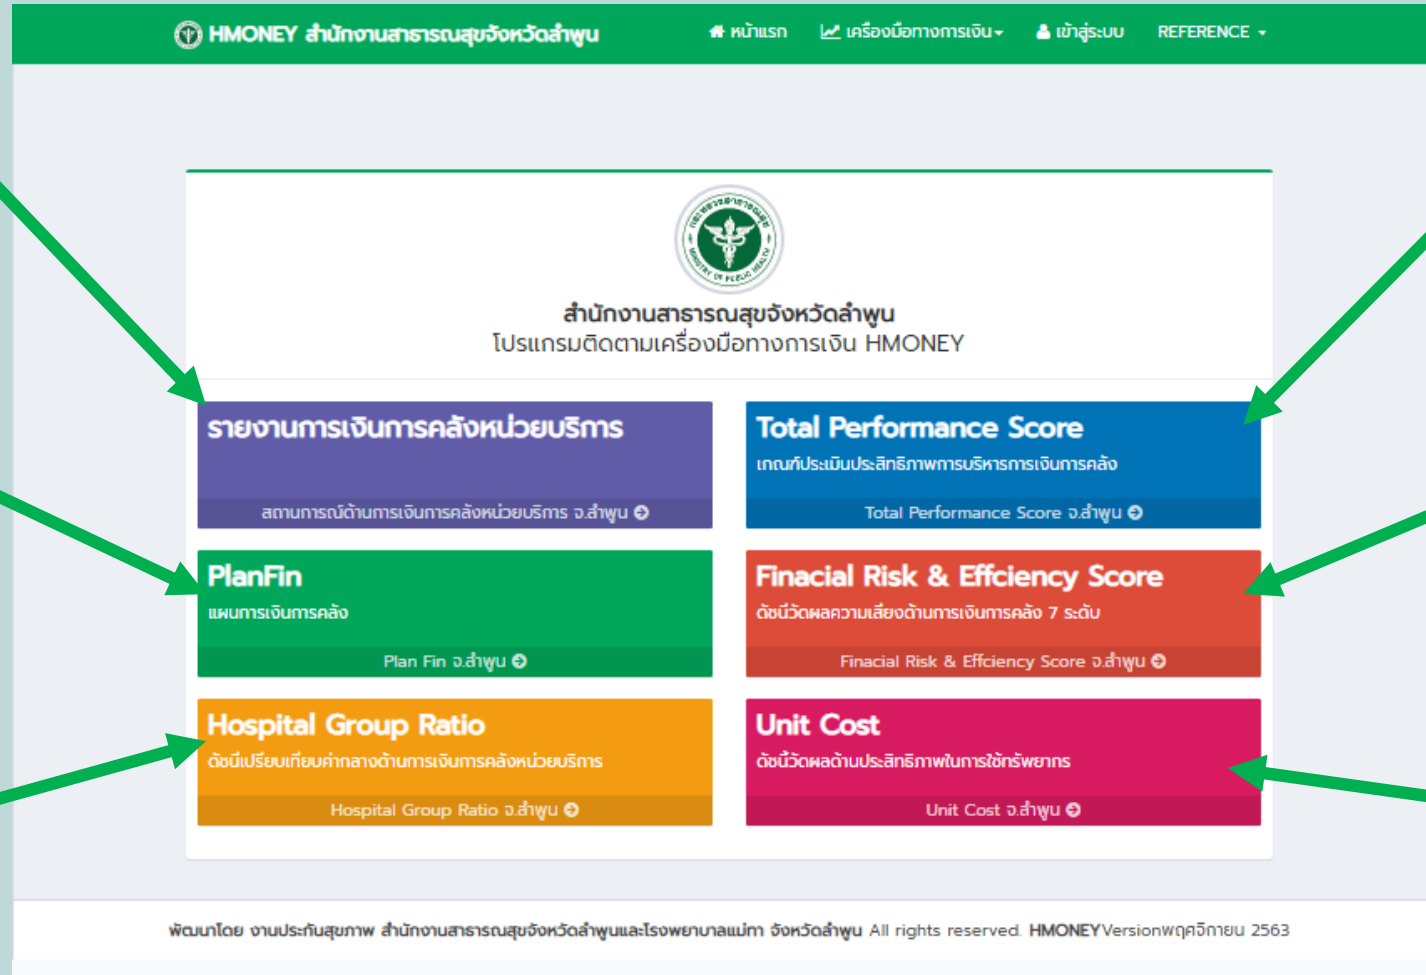 HMONEY สำนักงานสาธารณสุขจังหวัดลำพูน
หน้าแรก
เครื่องมือทางการเงิน
เข้าสู่ระบบ
REFERENCE
กระทรวงสาธารณสุข
MINISTRY OF PUBLIC HEALTH
สำนักงานสาธารณสุขจังหวัดลำพูน
โปรแกรมติดตามเครื่องมือทางการเงิน HMONEY
รายงานการเงินการคลังหน่วยบริการ
สถานการณ์ด้านการเงินการคลังหน่วยบริการ จ.ลำพูน
Total Performance Score
เกณฑ์ประเมินประสิทธิภาพการบริหารการเงินการคลัง
Total Performance Score จ.ลำพูน
PlanFin
แผนการเงินการคลัง
Plan Fin จ.ลำพูน
Finacial Risk & Effciency Score
ดัชนีวัดผลความเสี่ยงด้านการเงินการคลัง 7 ระดับ
Finacial Risk & Effciency Score จ.ลำพูน
Hospital Group Ratio
ดัชนีเปรียบเทียบค่ากลางด้านการเงินการคลังหน่วยบริการ
Hospital Group Ratio จ.ลำพูน
Unit Cost
ดัชนี้วัดผลด้านประสิทธิภาพในการใช้ทรัพยากร
Unit Cost จ.ลำพูน
พัฒนาโดย งานประกันสุขภาพ สำนักงานสาธารณสุขจังหวัดลำพูนและโรงพยาบาลแม่ทา จังหวัดลำพูน All rights reserved. HMONEYVersionพฤศจิกายน 2563